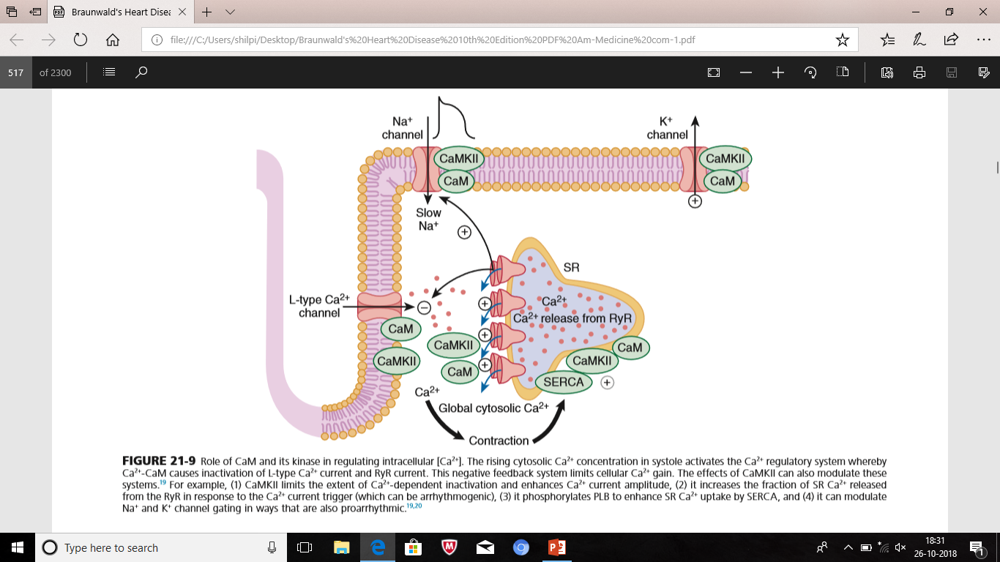 Braunwald's Heart Disea
file:///C:/Users/shilpi/Desktop/Braunwald's%20Heart%20Disease%2010th%20Edition%20PDF%20Am-Medicine%20com-1.pdf
517 of 2300
Na+
channel
K+
channel
CaMKII
CaM
CaMKII
CaM
Slow
Na+
SR
L-type Ca2+
channel
Ca2+
Ca2+ release from RyR
CaM
CaMKII
CaMKII
CaM
CaM
CaMKII
SERCA
Ca2+
Global cytosolic Ca2+
Contraction
FIGURE 21-9 Role of CaM and its kinase in regulating intracellular [Ca2+]. The rising cytosolic Ca2+ concentration in systole activates the Ca2+ regulatory system whereby
Ca2+-CaM causes inactivation of L-type Ca2+ current and RyR current. This negative feedback system limits cellular Ca2+ gain. The effects of CaMKII can also modulate these
systems.19 For example, (1) CaMKII limits the extent of Ca2+-dependent inactivation and enhances Ca2+ current amplitude, (2) it increases the fraction of SR Ca2+ released
from the RyR in response to the Ca2+ current trigger (which can be arrhythmogenic), (3) it phosphorylates PLB to enhance SR Ca2+ uptake by SERCA, and (4) it can modulate
Na+ and K+ channel gating in ways that are also proarrhythmic.19,20
Type here to search
18:31
26-10-2018